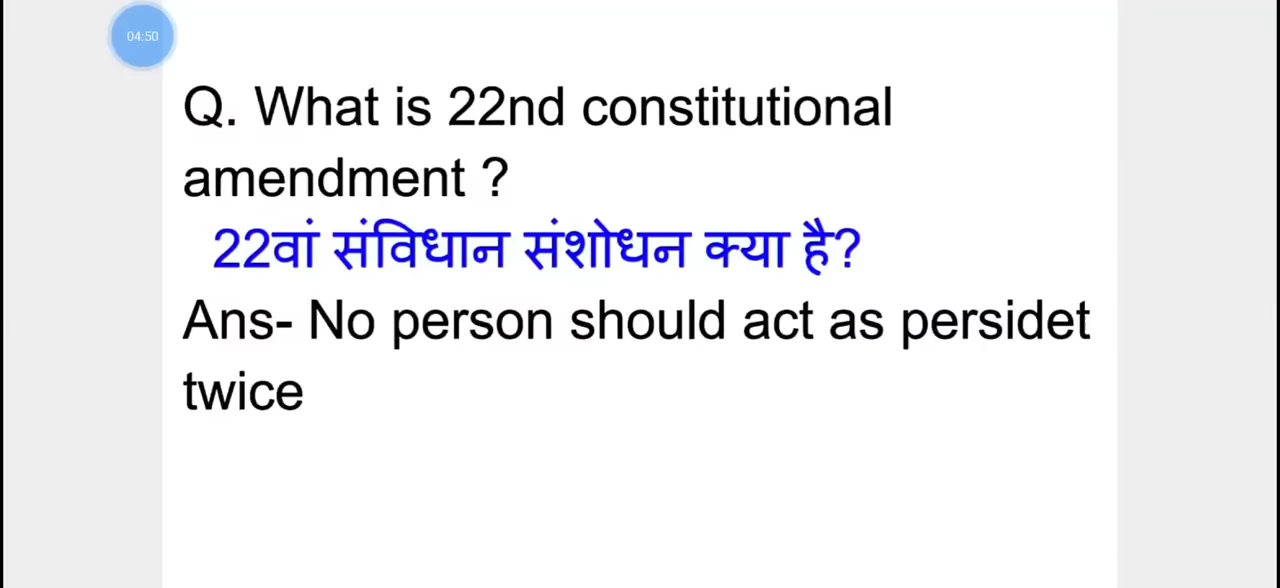 04:50
Q. What is 22nd constitutional
amendment ?
22वां संविधान संशोधन क्या है?
Ans- No person should act as persidet
twice